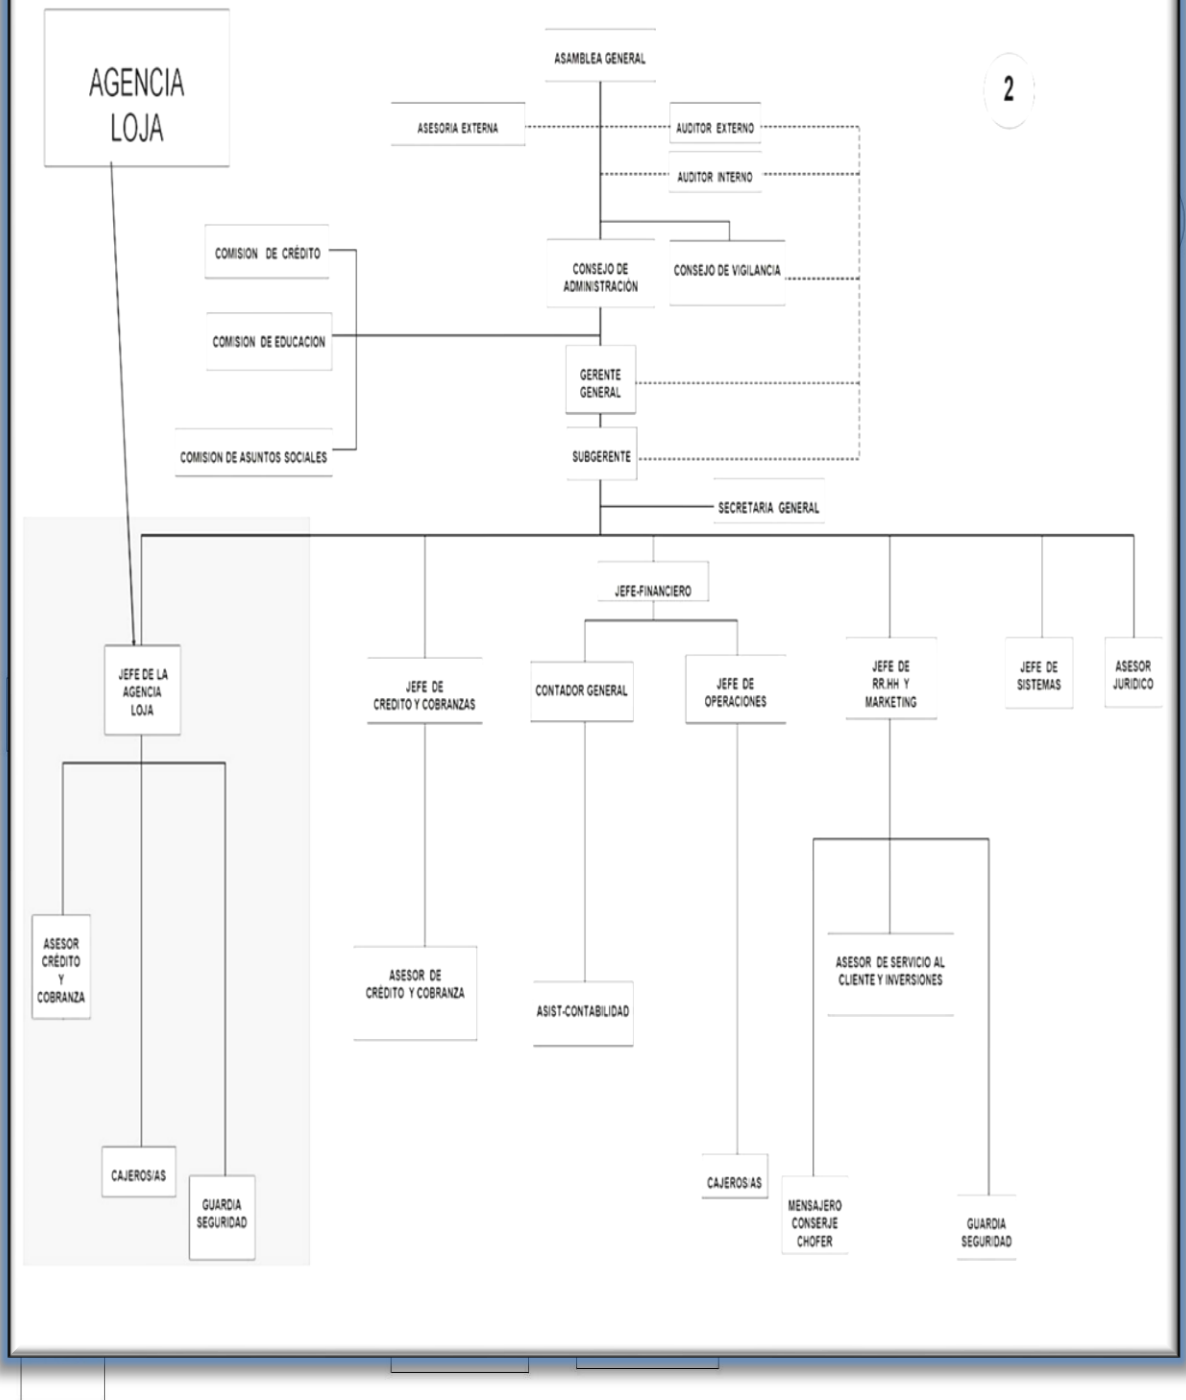 AGENCIA
LOJA
ASAMBLEA GENERAL
2
ASESORIA EXTERNA
AUDITOR EXTERNO
AUDITOR INTERNO
COMISION DE CRÉDITO
CONSEJO DE
ADMINISTRACIÓN
CONSEJO DE VIGILANCIA
COMISION DE EDUCACION
GERENTE
GENERAL
COMISION DE ASUNTOS SOCIALES
SUBGERENTE
SECRETARIA GENERAL
JEFE-FINANCIERO
JEFE DE LA
AGENCIA
LOJA
JEFE DE
CREDITO Y COBRANZAS
CONTADOR GENERAL
JEFE DE
OPERACIONES
JEFE DE
RR.HH Y
MARKETING
JEFE DE
SISTEMAS
ASESOR
JURIDICO
ASESOR
CRÉDITO
Y
COBRANZA
ASESOR DE
CRÉDITO Y COBRANZA
ASIST-CONTABILIDAD
ASESOR DE SERVICIO AL
CLIENTE Y INVERSIONES
CAJEROS/AS
GUARDIA
SEGURIDAD
CAJEROS/AS
MENSAJERO
CONSERJE
CHOFER
GUARDIA
SEGURIDAD